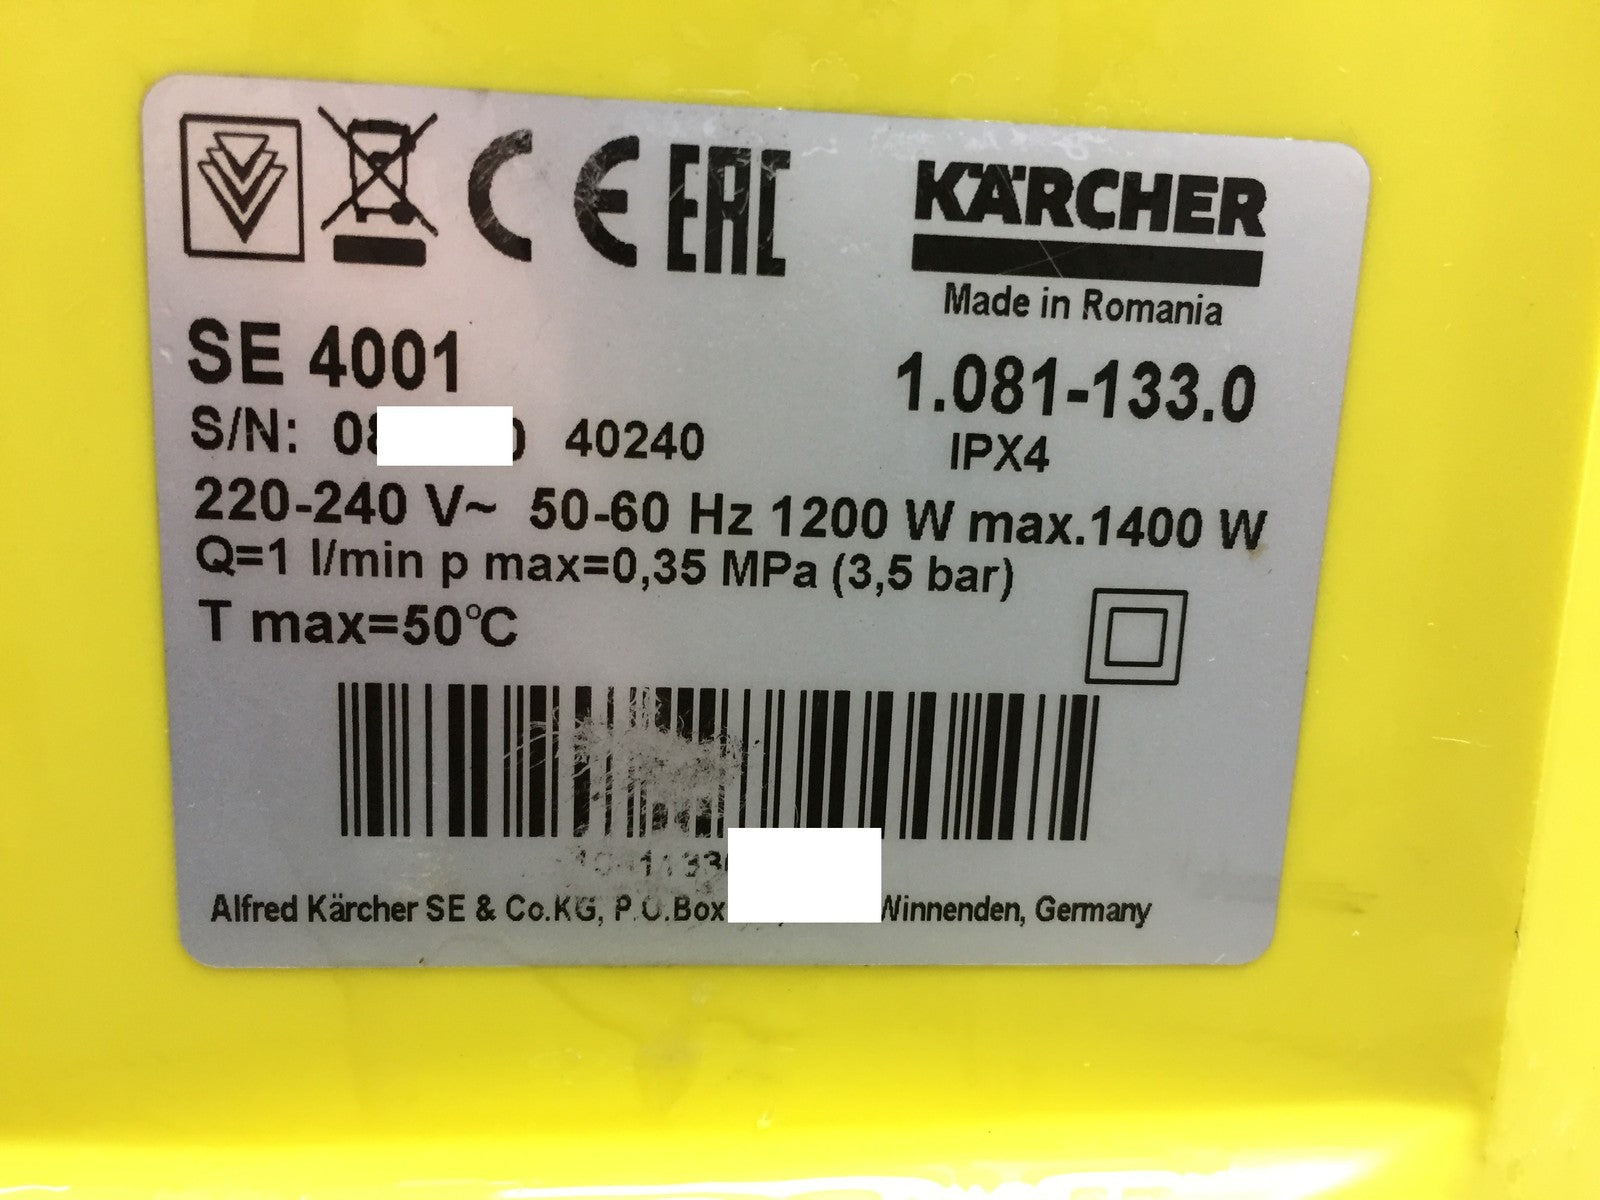 CE EAC
KÄRCHER
Made in Romania
SE 4001
1.081-133.0
S/N: 40240
IPX4
220-240 V~ 50-60 Hz 1200 W max.1400 W
Q=1 l/min p max=0,35 MPa (3,5 bar)
T max=50°C
Alfred Kärcher SE & Co.KG, P.O.Box Winnenden, Germany